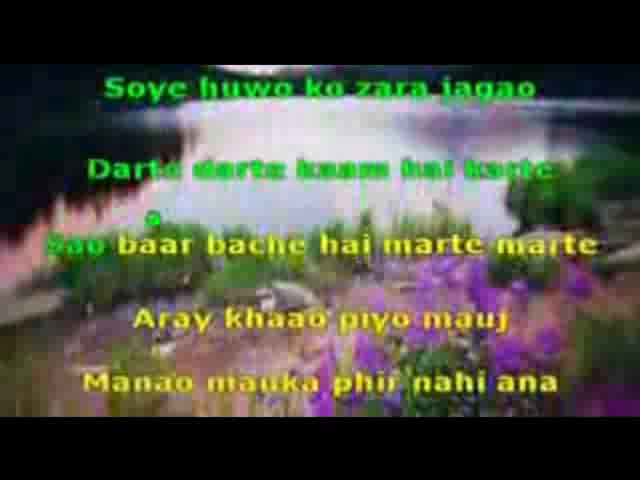 Soye huwo ko zara jagao
Darte darte kaam hai karte
Sao baar bache hai marte marte
Aray khaao piyo mauj
Manao mauka phir nahi ana